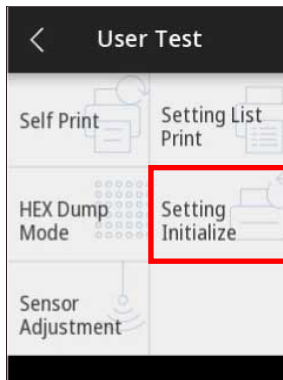 User Test
Self Print
Setting List
Print
HEX Dump
Mode
Setting
Initialize
Sensor
Adjustment